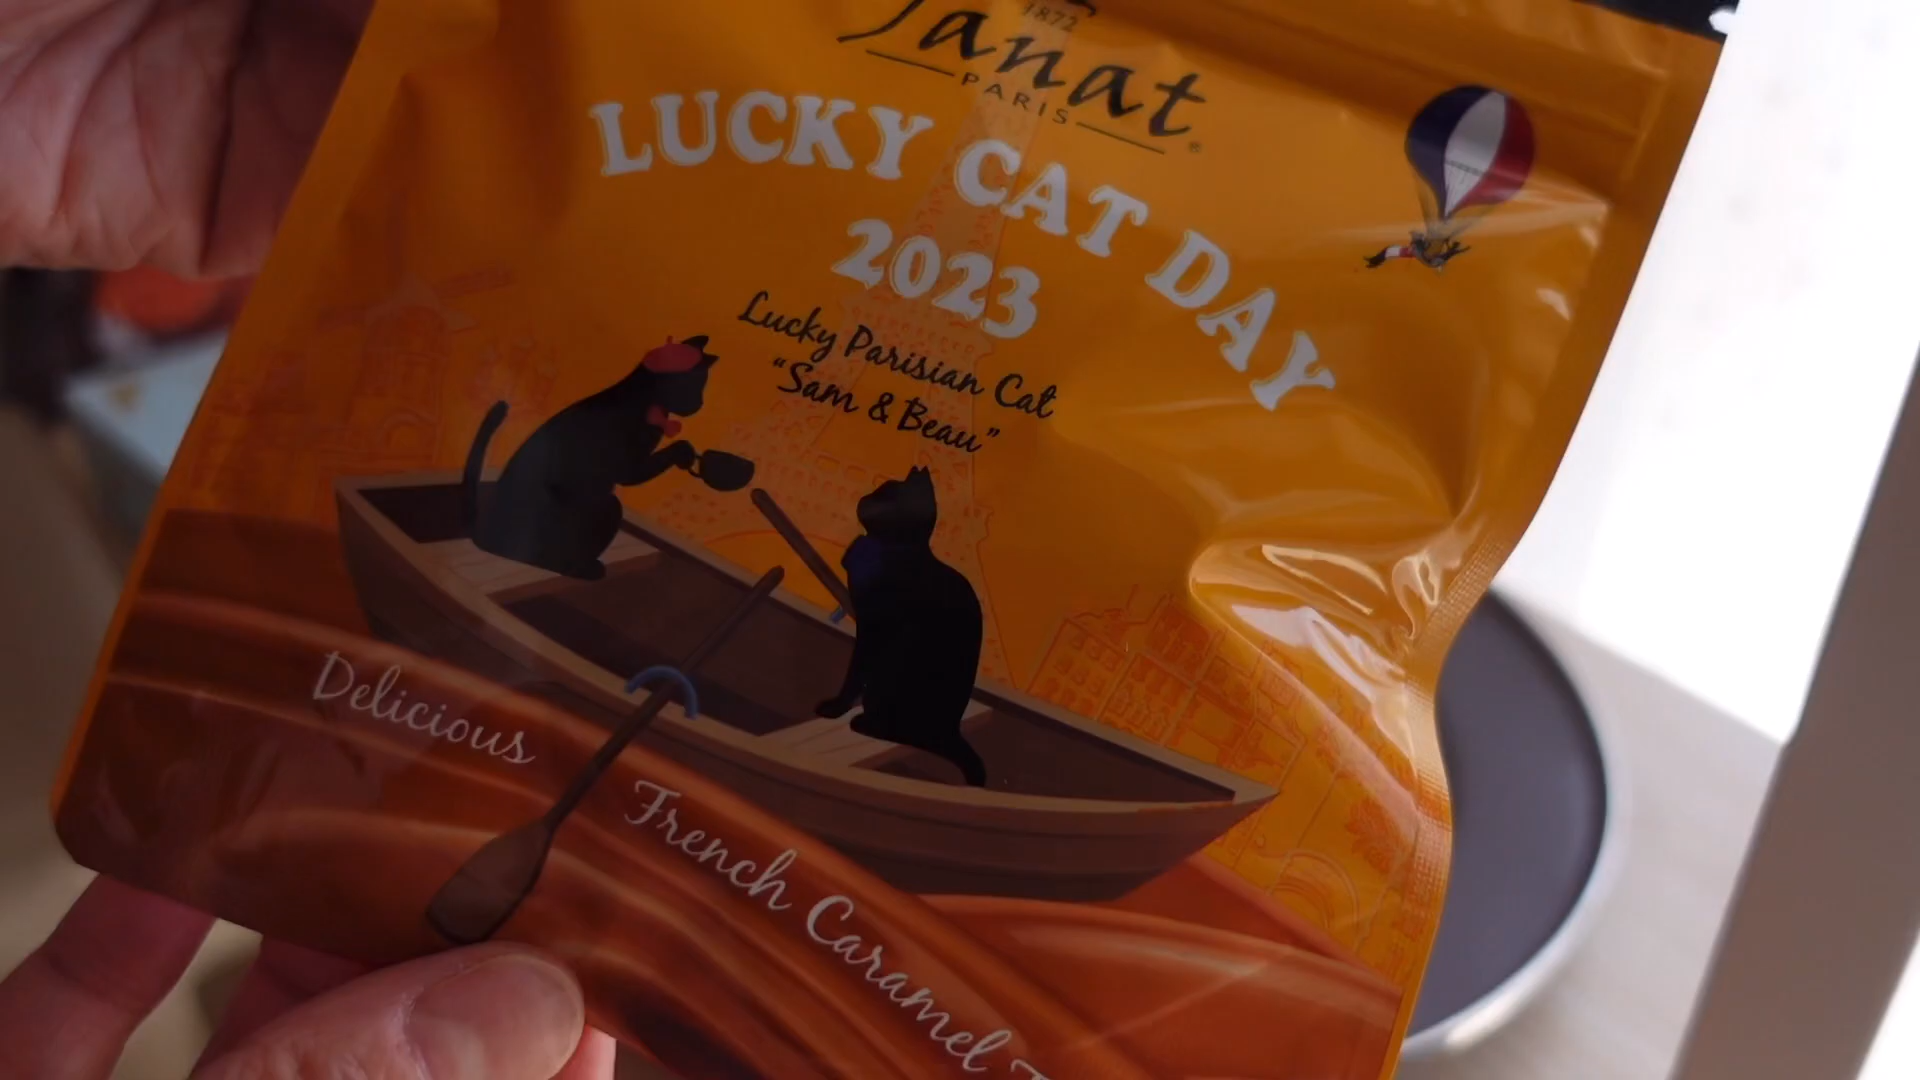 1872
Janat
PARIS
LUCKY CAT DAY
2023
Lucky Parisian Cat
"Sam & Beau"
Delicious
French Caramel